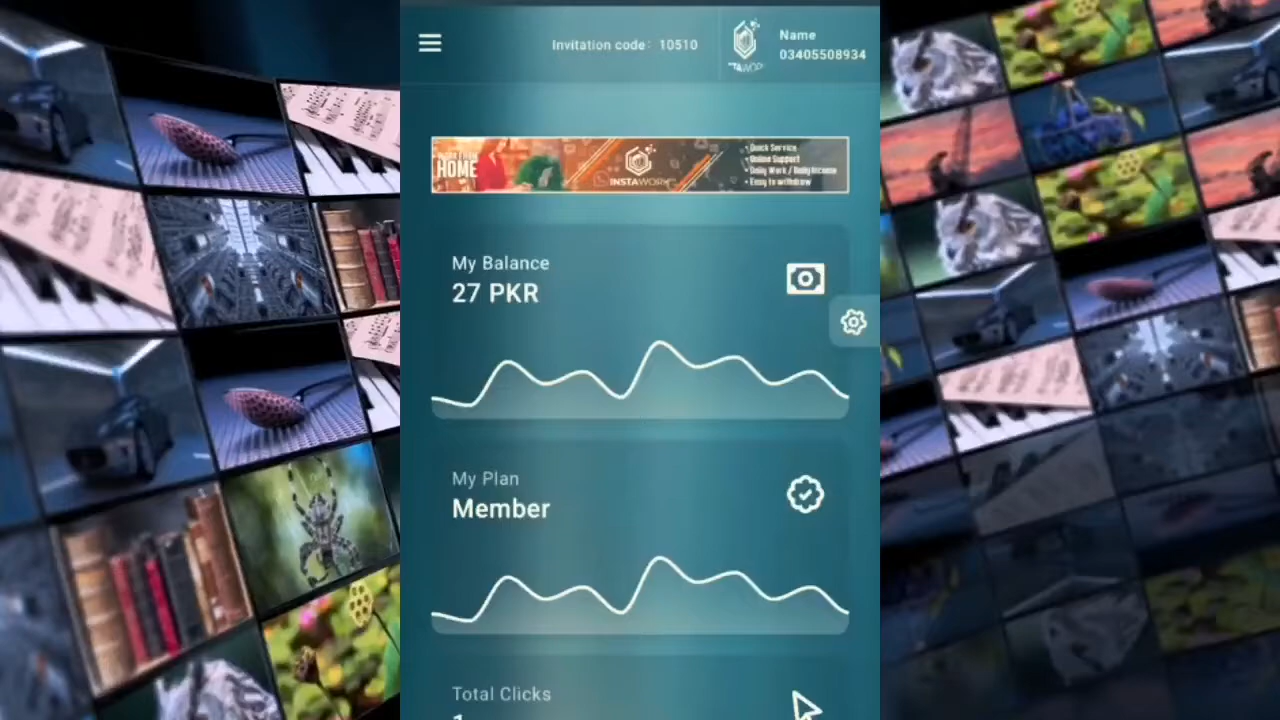 Invitation code: 10510
Name
03405508934
HOME
INSTAWORK
• Quick Service
• Online Support
• Daily Work / Daily Income
• Easy to withdraw
My Balance
27 PKR
My Plan
Member
Total Clicks